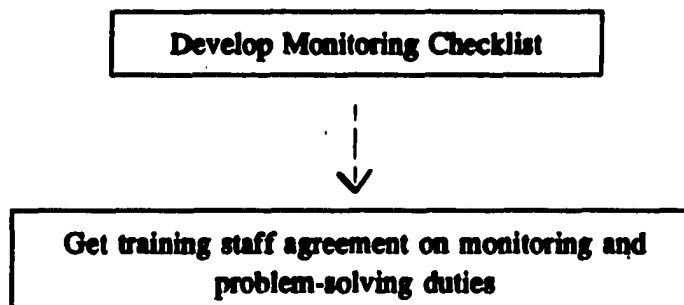 Develop Monitoring Checklist
Get training staff agreement on monitoring and
problem-solving duties